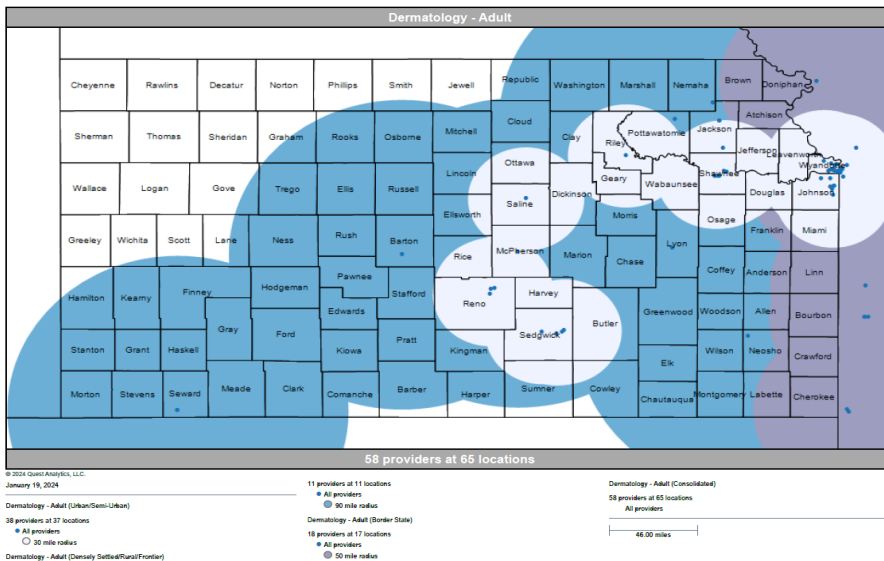 Dermatology - Adult
Cheyenne Rawlins Decatur Norton Phillips Smith Jewell Republic Washington Marshall Nemaha Brown Doniphan
Sherman Thomas Sheridan Graham Rooks Osborne Mitchell Cloud Clay Riley Pottawatomie Jackson Atchison Jefferson Leavenworth Wyandotte
Wallace Logan Gove Trego Ellis Russell Lincoln Ottawa Saline Dickinson Geary Wabaunsee Shawnee Douglas Johnson
Greeley Wichita Scott Lane Ness Rush Barton Ellsworth Rice McPherson Marion Morris Chase Lyon Osage Franklin Miami
Hamilton Kearny Finney Hodgeman Pawnee Stafford Reno Harvey Butler Greenwood Coffey Anderson Linn
Gray Ford Edwards Woodson Allen Bourbon
Stanton Grant Haskell Kiowa Pratt Kingman Sedgwick Elk Wilson Neosho Crawford
Morton Stevens Seward Meade Clark Comanche Barber Harper Sumner Cowley Chautauqua Montgomery Labette Cherokee
58 providers at 65 locations
© 2024 Quest Analytics, LLC.
January 19, 2024
Dermatology - Adult (Urban/Semi-Urban)
38 providers at 37 locations
All providers
30 mile radius
Dermatology - Adult (Densely Settled/Rural/Frontier)
11 providers at 11 locations
All providers
90 mile radius
Dermatology - Adult (Border State)
18 providers at 17 locations
All providers
50 mile radius
Dermatology - Adult (Consolidated)
58 providers at 65 locations
All providers
46.00 miles